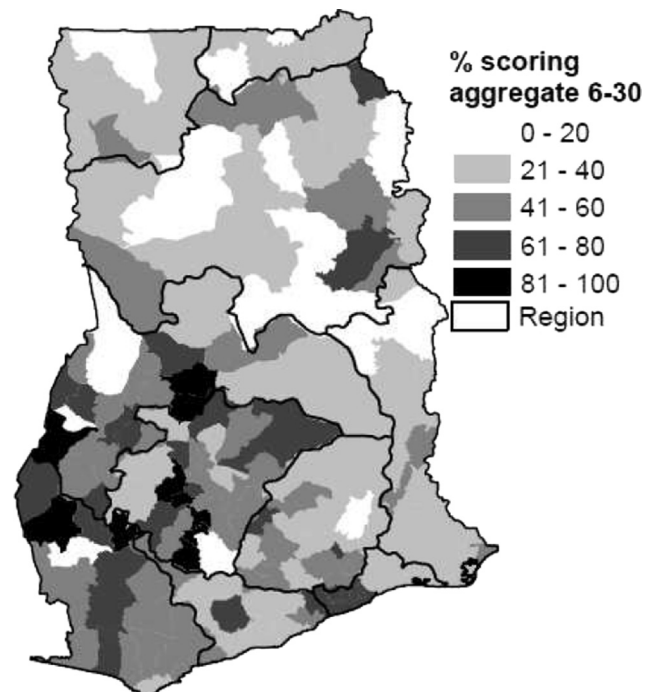 % scoring
aggregate 6-30
0 - 20
21 - 40
41 - 60
61 - 80
81 - 100
Region